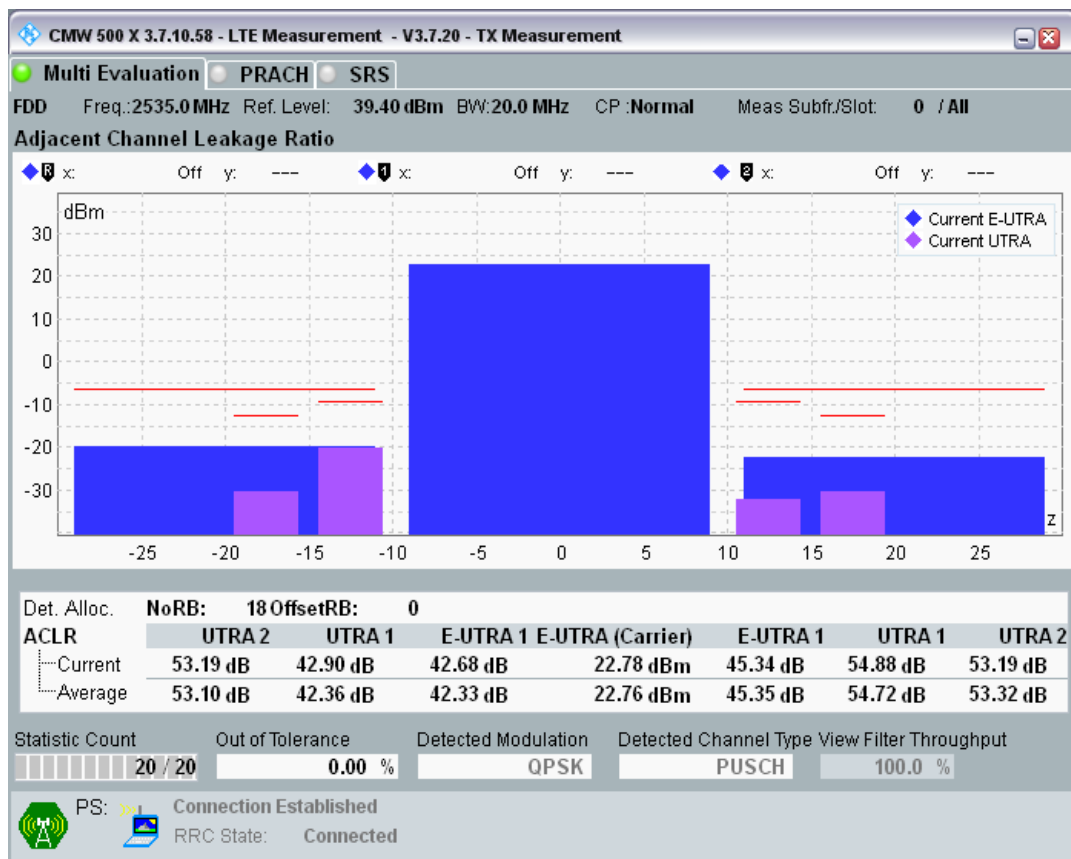 CMW 500 X 3.7.10.58 - LTE Measurement - V3.7.20 - TX Measurement
Multi Evaluation PRACH SRS
FDD Freq.:2535.0 MHz Ref. Level: 39.40 dBm BW:20.0 MHz CP :Normal Meas Subfr./Slot: 0 / All
Adjacent Channel Leakage Ratio
R x: Off y: --- 1 x: Off y: --- 2 x: Off y: ---
dBm
Current E-UTRA
Current UTRA
30
20
10
0
-10
-20
-30
z
-25 -20 -15 -10 -5 0 5 10 15 20 25
Det. Alloc. NoRB: 18 OffsetRB: 0
ACLR UTRA 2 UTRA 1 E-UTRA 1 E-UTRA (Carrier) E-UTRA 1 UTRA 1 UTRA 2
Current 53.19 dB 42.90 dB 42.68 dB 22.78 dBm 45.34 dB 54.88 dB 53.19 dB
Average 53.10 dB 42.36 dB 42.33 dB 22.76 dBm 45.35 dB 54.72 dB 53.32 dB
Statistic Count Out of Tolerance Detected Modulation Detected Channel Type View Filter Throughput
20 / 20 0.00 % QPSK PUSCH 100.0 %
PS: Connection Established
RRC State: Connected